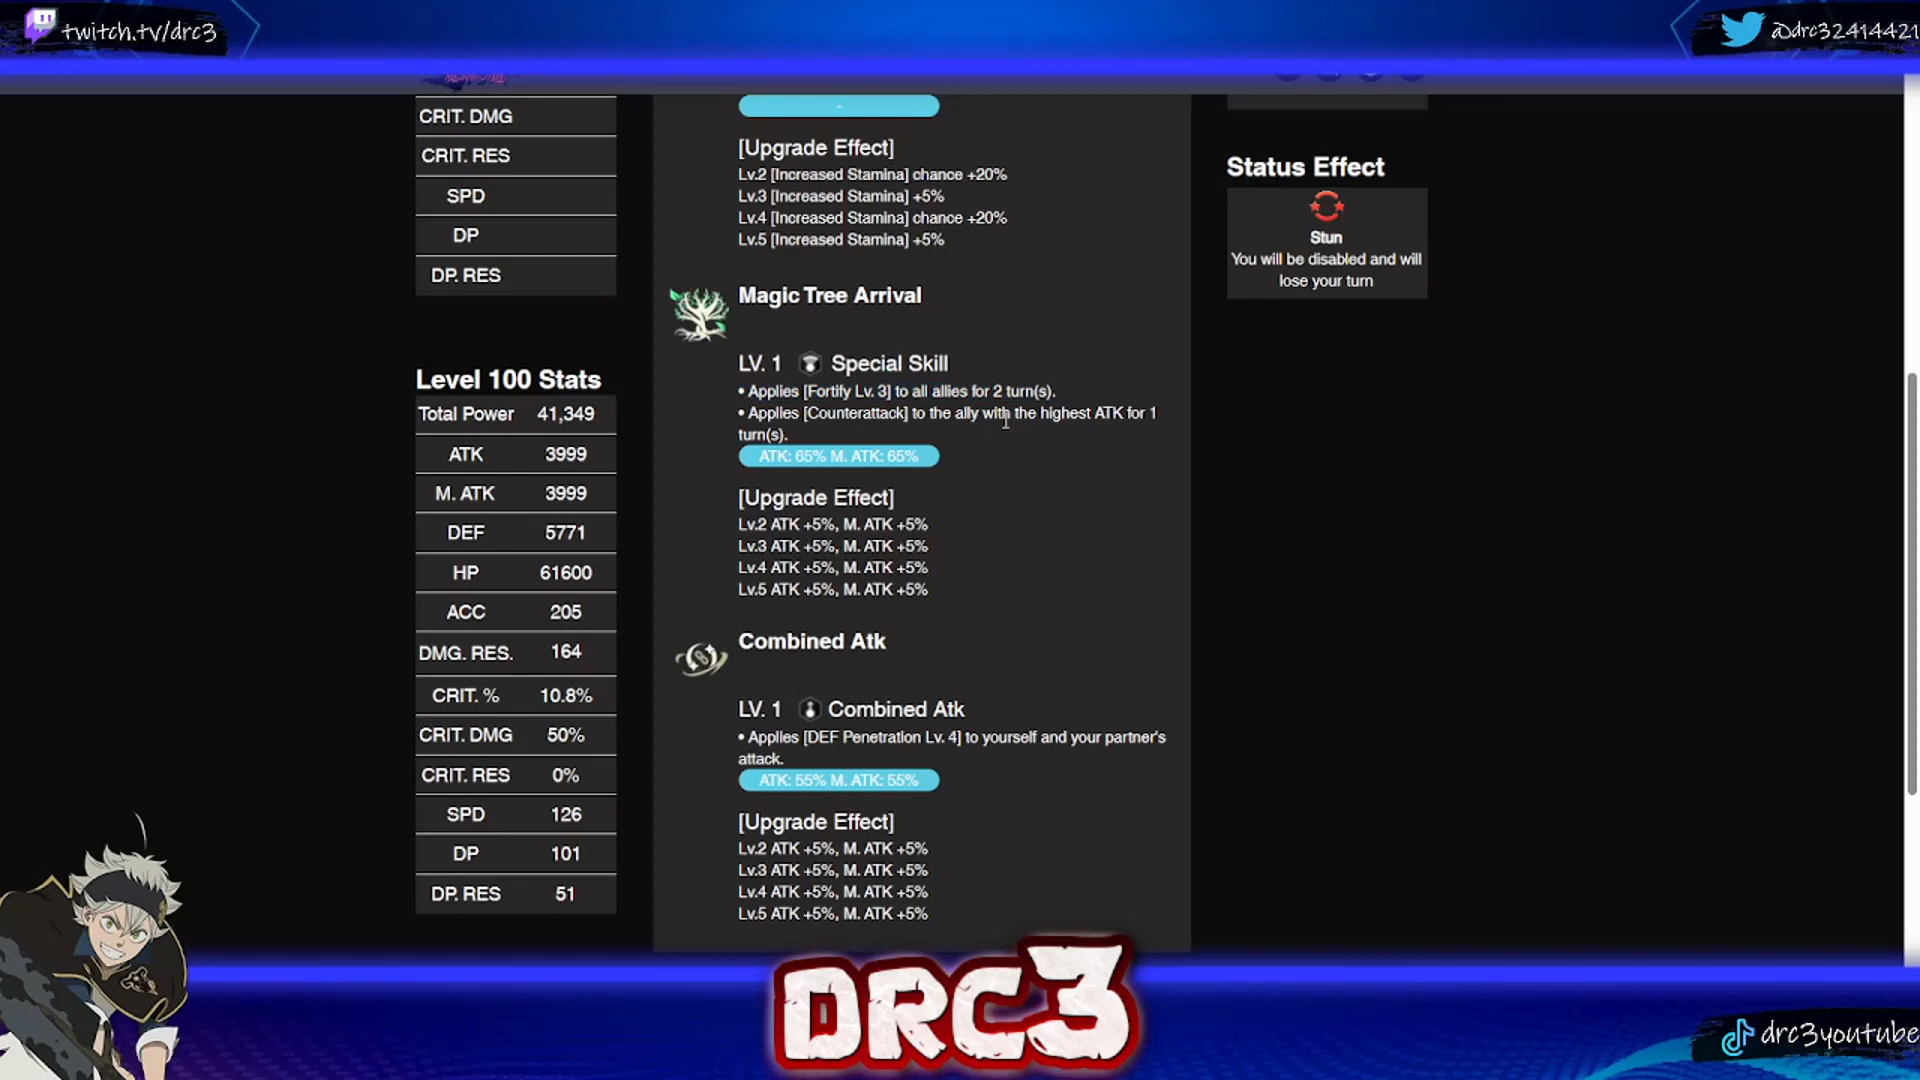 twitch.tv/drc3
@drc32414421
CRIT. DMG
CRIT. RES
SPD
DP
DP. RES
Level 100 Stats
Total Power 41,349
ATK 3999
M. ATK 3999
DEF 5771
HP 61600
ACC 205
DMG. RES. 164
CRIT. % 10.8%
CRIT. DMG 50%
CRIT. RES 0%
SPD 126
DP 101
DP. RES 51
-
[Upgrade Effect]
Lv.2 [Increased Stamina] chance +20%
Lv.3 [Increased Stamina] +5%
Lv.4 [Increased Stamina] chance +20%
Lv.5 [Increased Stamina] +5%
Magic Tree Arrival
LV. 1 Special Skill
• Applies [Fortify Lv. 3] to all allies for 2 turn(s).
• Applies [Counterattack] to the ally with the highest ATK for 1
turn(s).
ATK: 65% M. ATK: 65%
[Upgrade Effect]
Lv.2 ATK +5%, M. ATK +5%
Lv.3 ATK +5%, M. ATK +5%
Lv.4 ATK +5%, M. ATK +5%
Lv.5 ATK +5%, M. ATK +5%
Combined Atk
LV. 1 Combined Atk
• Applies [DEF Penetration Lv. 4] to yourself and your partner's
attack.
ATK: 55% M. ATK: 55%
[Upgrade Effect]
Lv.2 ATK +5%, M. ATK +5%
Lv.3 ATK +5%, M. ATK +5%
Lv.4 ATK +5%, M. ATK +5%
Lv.5 ATK +5%, M. ATK +5%
Status Effect
Stun
You will be disabled and will
lose your turn
DRC3
drc3youtube